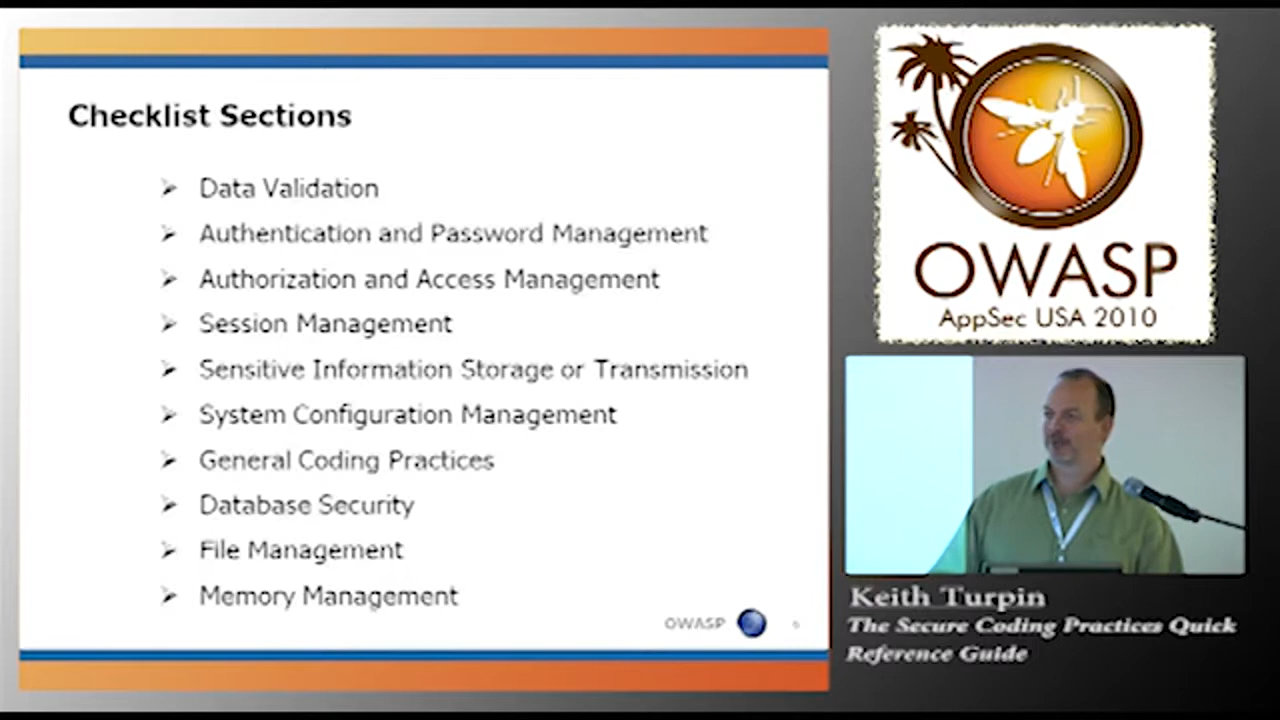 Checklist Sections
Data Validation
Authentication and Password Management
Authorization and Access Management
Session Management
Sensitive Information Storage or Transmission
System Configuration Management
General Coding Practices
Database Security
File Management
Memory Management
OWASP
OWASP
AppSec USA 2010
Keith Turpin
The Secure Coding Practices Quick
Reference Guide